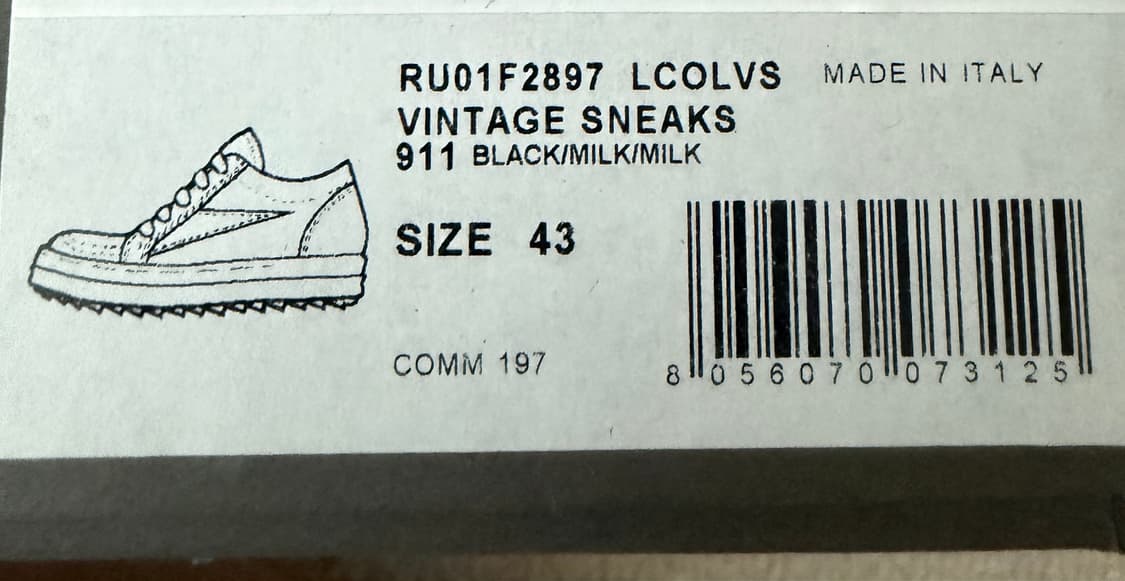 RU01F2897 LCOLVS MADE IN ITALY
VINTAGE SNEAKS
911 BLACK/MILK/MILK
SIZE 43
COMM 197
8 056070 073125